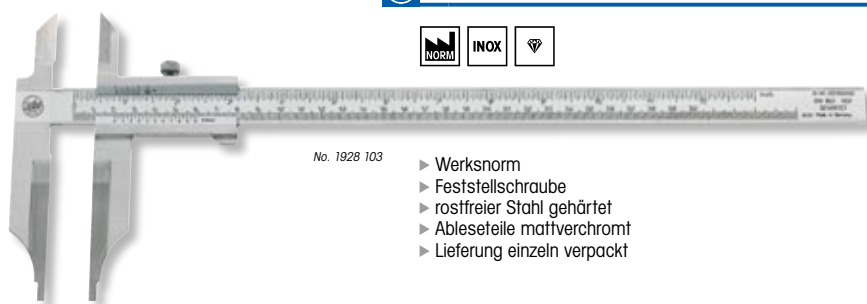 NORM
INOX
No. 1928 103
▶ Werksnorm
▶ Feststellschraube
▶ rostfreier Stahl gehärtet
▶ Ableseteile mattverchromt
▶ Lieferung einzeln verpackt